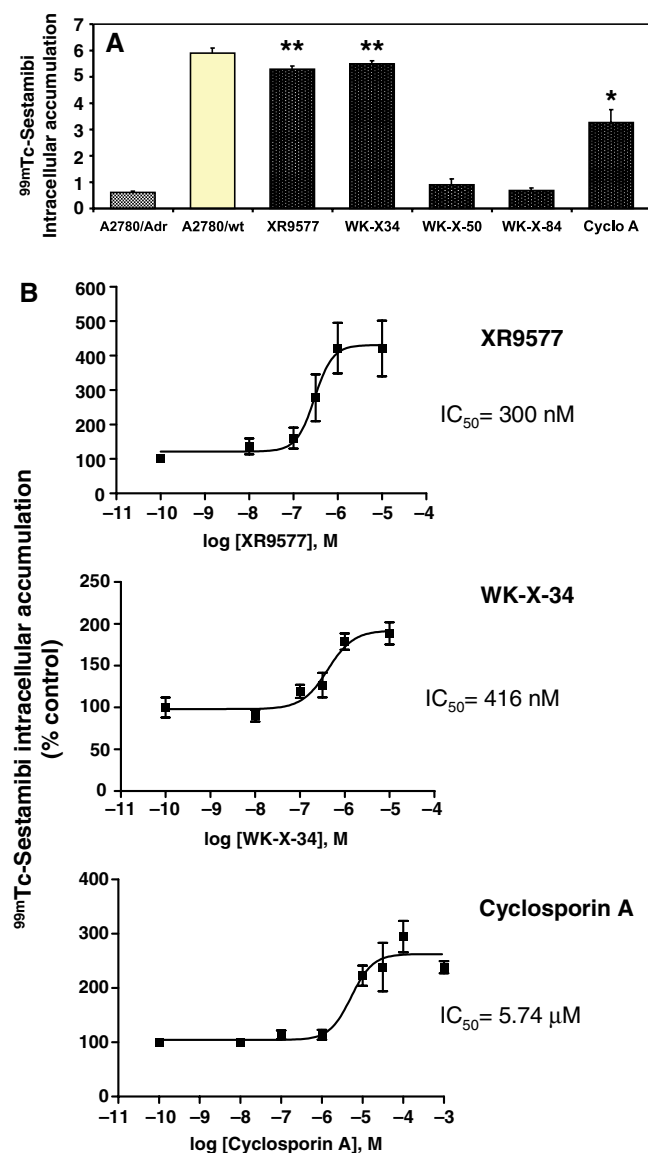 A
⁹⁹ᵐTc-Sestamibi
Intracellular accumulation
7
6
5
4
3
2
1
0
** ** *
A2780/Adr A2780/wt XR9577 WK-X34 WK-X-50 WK-X-84 Cyclo A
B
⁹⁹ᵐTc-Sestamibi intracellular accumulation
(% control)
600
500
400
300
200
100
0
–11 –10 –9 –8 –7 –6 –5 –4
log [XR9577], M
XR9577
IC₅₀= 300 nM
250
200
150
100
50
0
–11 –10 –9 –8 –7 –6 –5 –4
log [WK-X-34], M
WK-X-34
IC₅₀= 416 nM
400
300
200
100
0
–11 –10 –9 –8 –7 –6 –5 –4 –3
log [Cyclosporin A], M
Cyclosporin A
IC₅₀= 5.74 μM